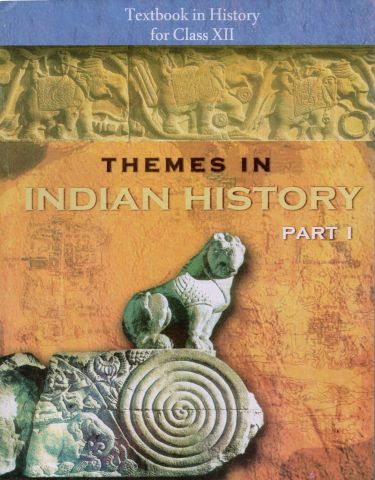 Textbook in History
for Class XII
THEMES IN
INDIAN HISTORY
PART I